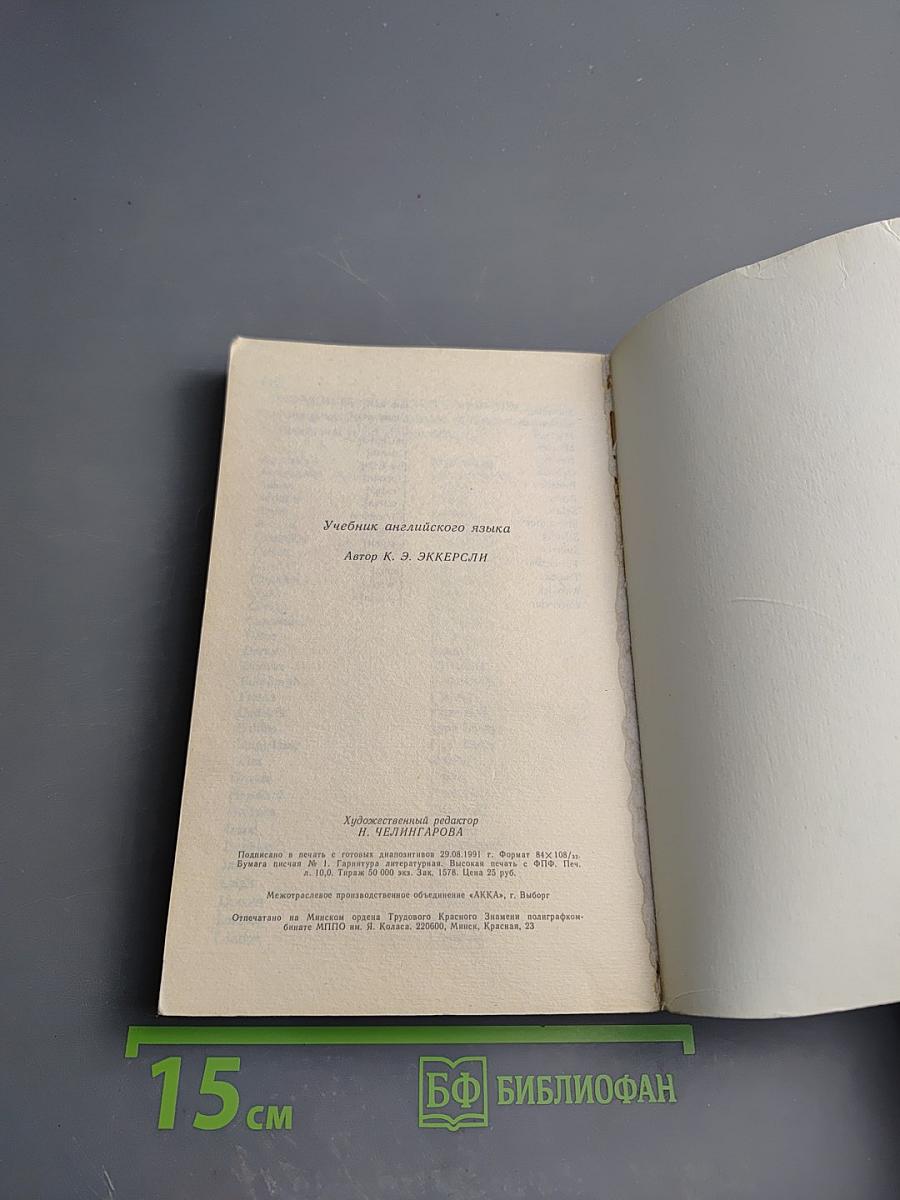 Учебник английского языка
Автор К. Э. ЭККЕРСЛИ
Художественный редактор
Н. ЧЕЛИНГАРОВА
Подписано в печать с готовых диапозитивов 29.08.1991 г. Формат 84×108/32.
Бумага писчая № 1. Гарнитура литературная. Высокая печать с ФПФ. Печ.
л. 10,0. Тираж 50 000 экз. Зак. 1578. Цена 25 руб.
Межотраслевое производственное объединение «АККА», г. Выборг
Отпечатано на Минском ордена Трудового Красного Знамени полиграфком-
бинате МППО им. Я. Коласа. 220600, Минск, Красная, 23
15 см
БФ БИБЛИОФАН